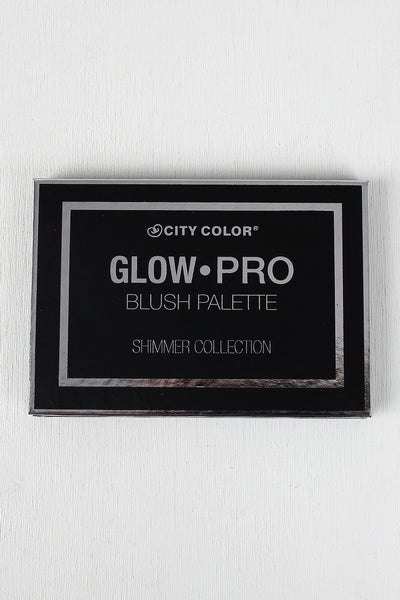 CITY COLOR®
GLOW•PRO
BLUSH PALETTE
SHIMMER COLLECTION